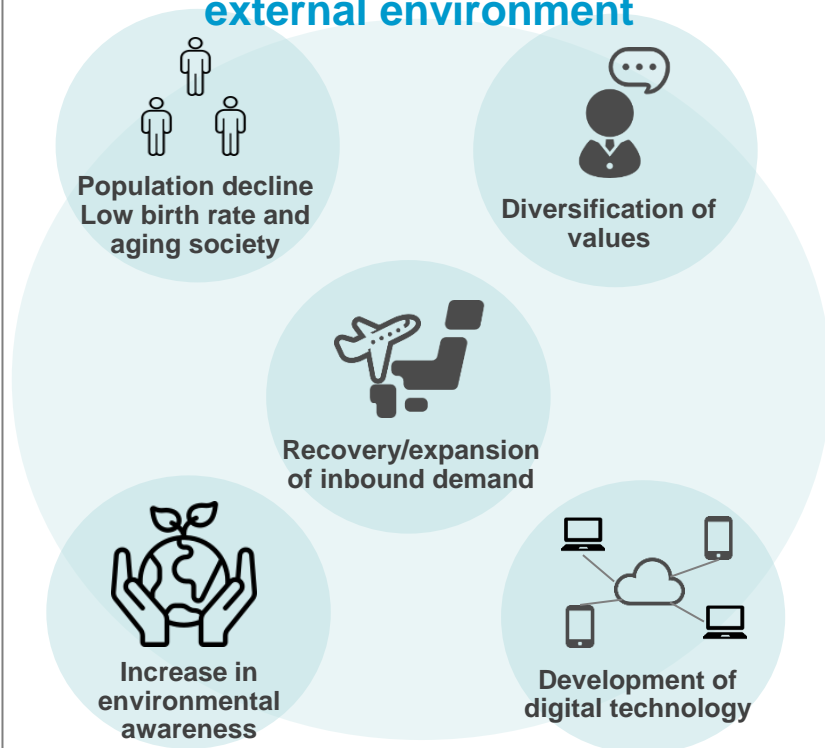 external environment
Population decline
Low birth rate and
aging society
Diversification of
values
Recovery/expansion
of inbound demand
Increase in
environmental
awareness
Development of
digital technology